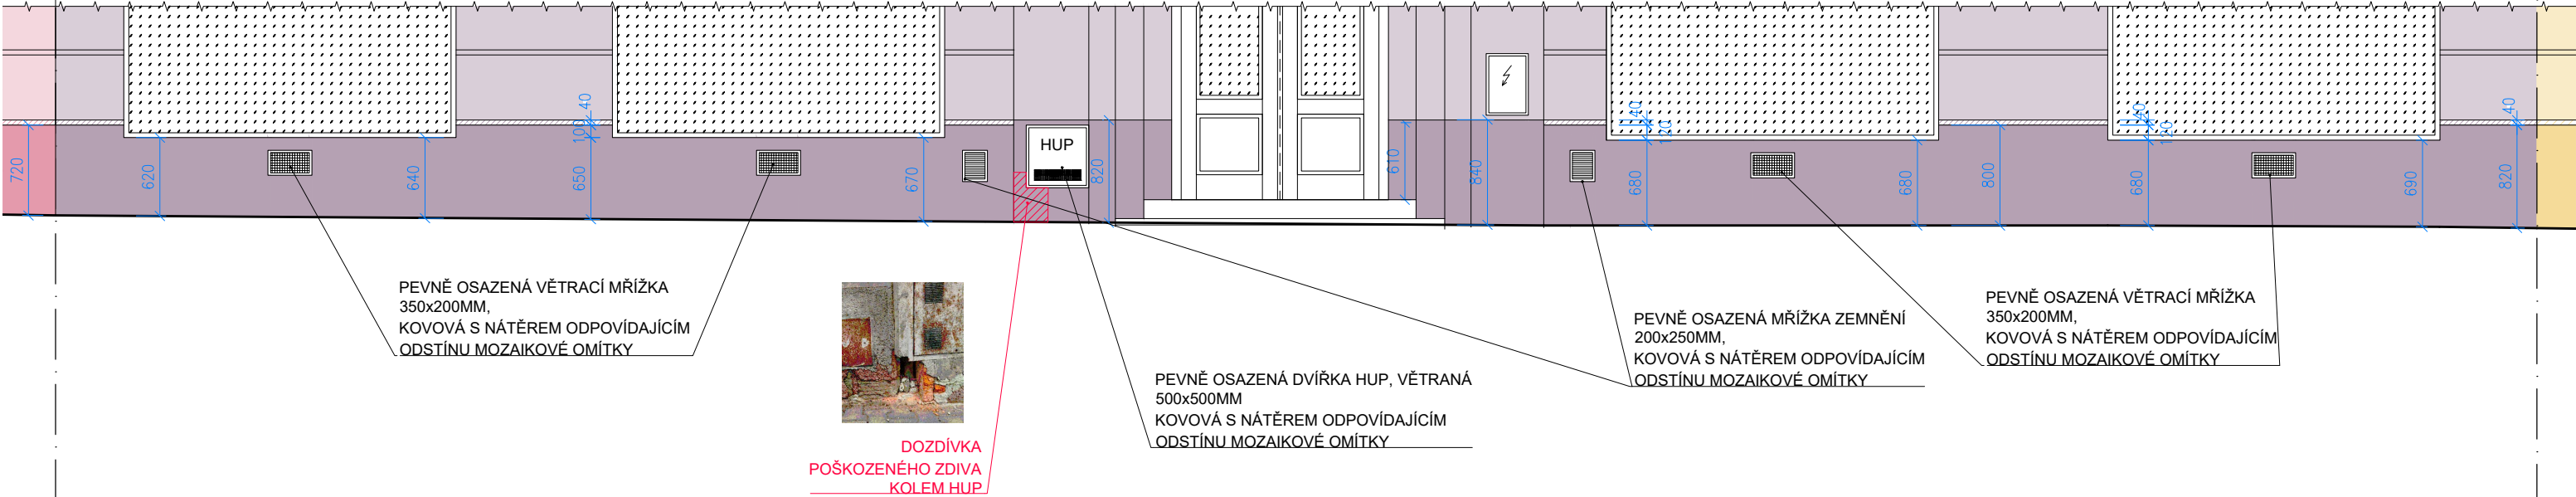 HUP
720
620
640
100
40
650
670
820
610
840
40
120
680
680
800
40
120
680
690
40
820
PEVNĚ OSAZENÁ VĚTRACÍ MŘÍŽKA
350x200MM,
KOVOVÁ S NÁTĚREM ODPOVÍDAJÍCÍM
ODSTÍNU MOZAIKOVÉ OMÍTKY
DOZDÍVKA
POŠKOZENÉHO ZDIVA
KOLEM HUP
PEVNĚ OSAZENÁ DVÍŘKA HUP, VĚTRANÁ
500x500MM
KOVOVÁ S NÁTĚREM ODPOVÍDAJÍCÍM
ODSTÍNU MOZAIKOVÉ OMÍTKY
PEVNĚ OSAZENÁ MŘÍŽKA ZEMNĚNÍ
200x250MM,
KOVOVÁ S NÁTĚREM ODPOVÍDAJÍCÍM
ODSTÍNU MOZAIKOVÉ OMÍTKY
PEVNĚ OSAZENÁ VĚTRACÍ MŘÍŽKA
350x200MM,
KOVOVÁ S NÁTĚREM ODPOVÍDAJÍCÍM
ODSTÍNU MOZAIKOVÉ OMÍTKY